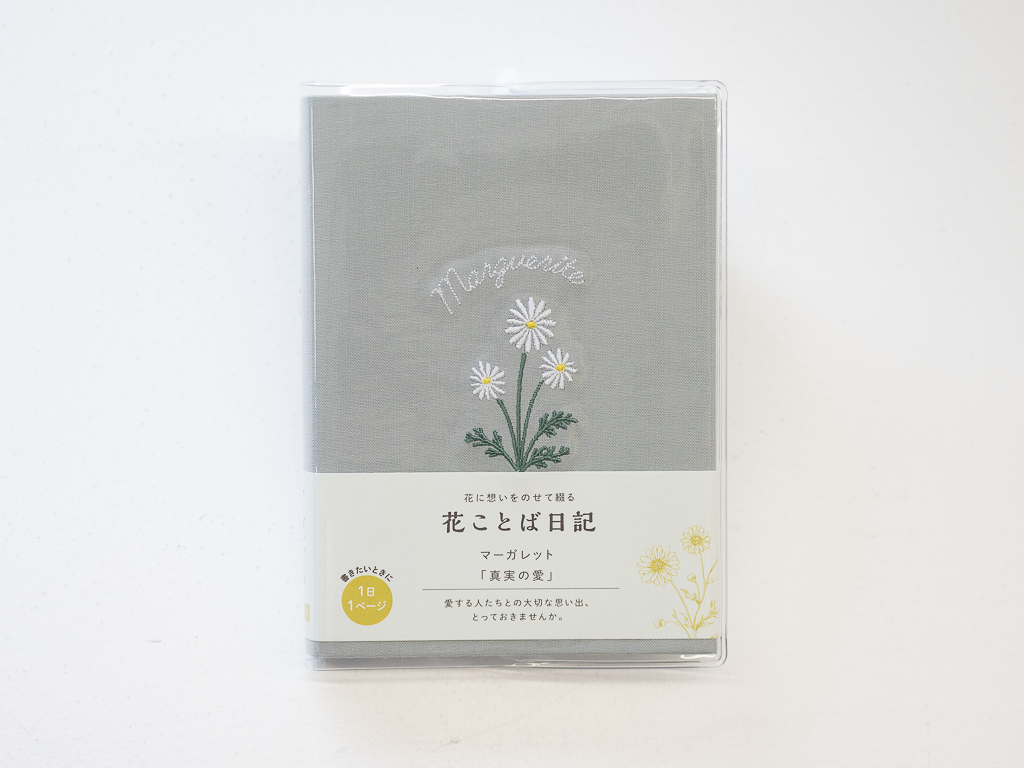 Marguerite
花に想いをのせて綴る
花ことば日記
マーガレット
「真実の愛」
愛する人たちとの大切な思い出、
とっておきませんか。
書きたいときに
1日
1ページ